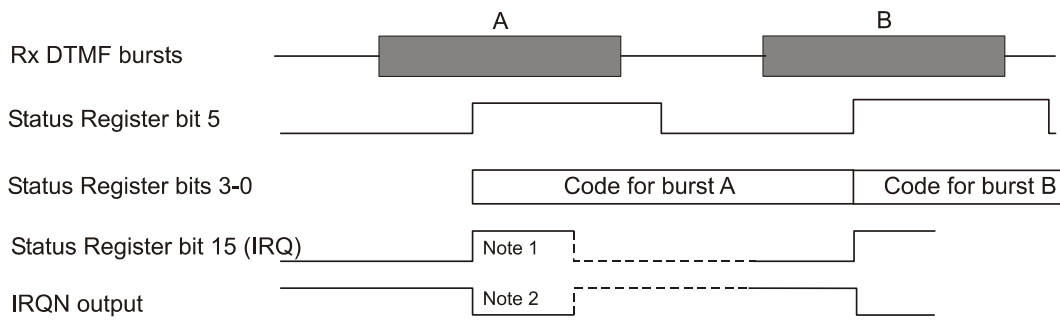 A
B
Rx DTMF bursts
Status Register bit 5
Status Register bits 3-0
Code for burst A
Code for burst B
Status Register bit 15 (IRQ)
Note 1
IRQN output
Note 2